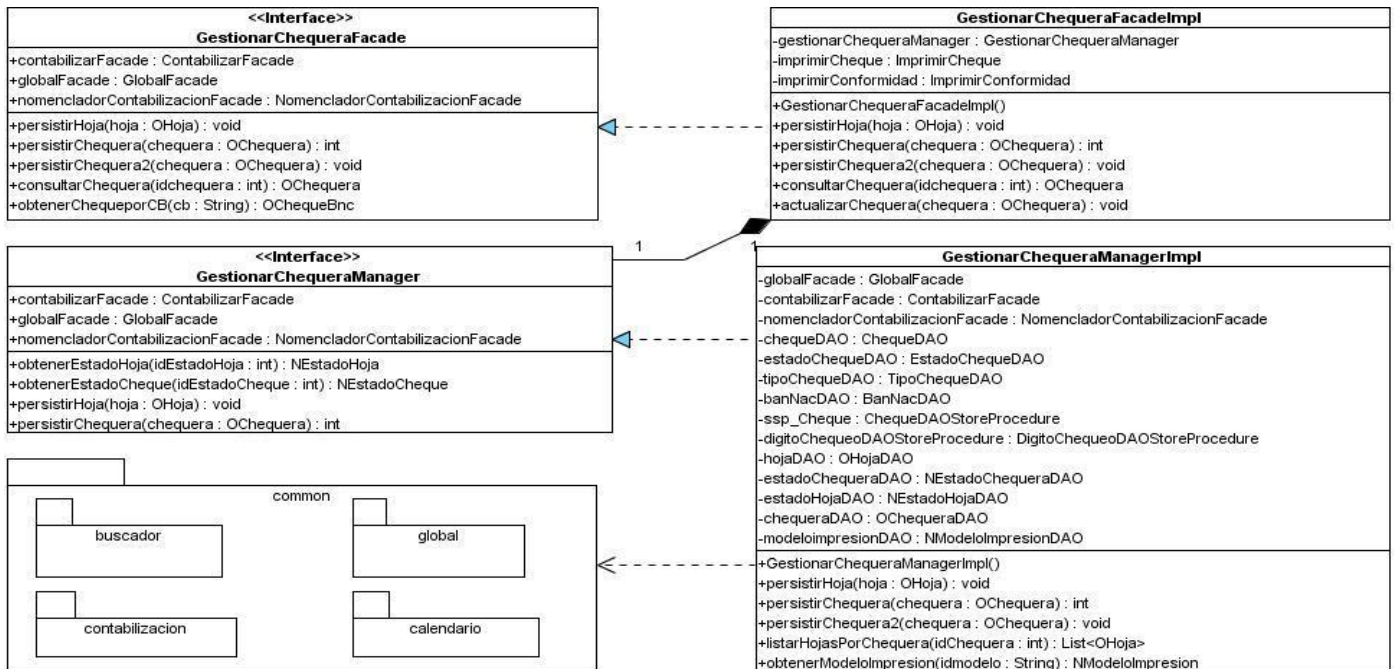 <<Interface>>
GestionarChequeraFacade
+contabilizarFacade : ContabilizarFacade
+globalFacade : GlobalFacade
+nomencladorContabilizacionFacade : NomencladorContabilizacionFacade
+persistirHoja(hoja : OHoja) : void
+persistirChequera(chequera : OChequera) : int
+persistirChequera2(chequera : OChequera) : void
+consultarChequera(idchequera : int) : OChequera
+obtenerChequeporCB(cb : String) : OChequeBnc
GestionarChequeraFacadeImpl
-gestionarChequeraManager : GestionarChequeraManager
-imprimirCheque : ImprimirCheque
-imprimirConformidad : ImprimirConformidad
+GestionarChequeraFacadeImpl()
+persistirHoja(hoja : OHoja) : void
+persistirChequera(chequera : OChequera) : int
+persistirChequera2(chequera : OChequera) : void
+consultarChequera(idchequera : int) : OChequera
+actualizarChequera(chequera : OChequera) : void
1
1
<<Interface>>
GestionarChequeraManager
+contabilizarFacade : ContabilizarFacade
+globalFacade : GlobalFacade
+nomencladorContabilizacionFacade : NomencladorContabilizacionFacade
+obtenerEstadoHoja(idEstadoHoja : int) : NEstadoHoja
+obtenerEstadoCheque(idEstadoCheque : int) : NEstadoCheque
+persistirHoja(hoja : OHoja) : void
+persistirChequera(chequera : OChequera) : int
GestionarChequeraManagerImpl
-globalFacade : GlobalFacade
-contabilizarFacade : ContabilizarFacade
-nomencladorContabilizacionFacade : NomencladorContabilizacionFacade
-chequeDAO : ChequeDAO
-estadoChequeDAO : EstadoChequeDAO
-tipoChequeDAO : TipoChequeDAO
-banNacDAO : BanNacDAO
-ssp_Cheque : ChequeDAOStoreProcedure
-digitoChequeoDAOStoreProcedure : DigitoChequeoDAOStoreProcedure
-hojaDAO : OHojaDAO
-estadoChequeraDAO : NEstadoChequeraDAO
-estadoHojaDAO : NEstadoHojaDAO
-chequeraDAO : OChequeraDAO
-modeloimpresionDAO : NModeloImpresionDAO
+GestionarChequeraManagerImpl()
+persistirHoja(hoja : OHoja) : void
+persistirChequera(chequera : OChequera) : int
+persistirChequera2(chequera : OChequera) : void
+listarHojasPorChequera(idChequera : int) : List<OHoja>
+obtenerModeloImpresion(idmodelo : String) : NModeloImpresion
common
buscador
global
contabilizacion
calendario